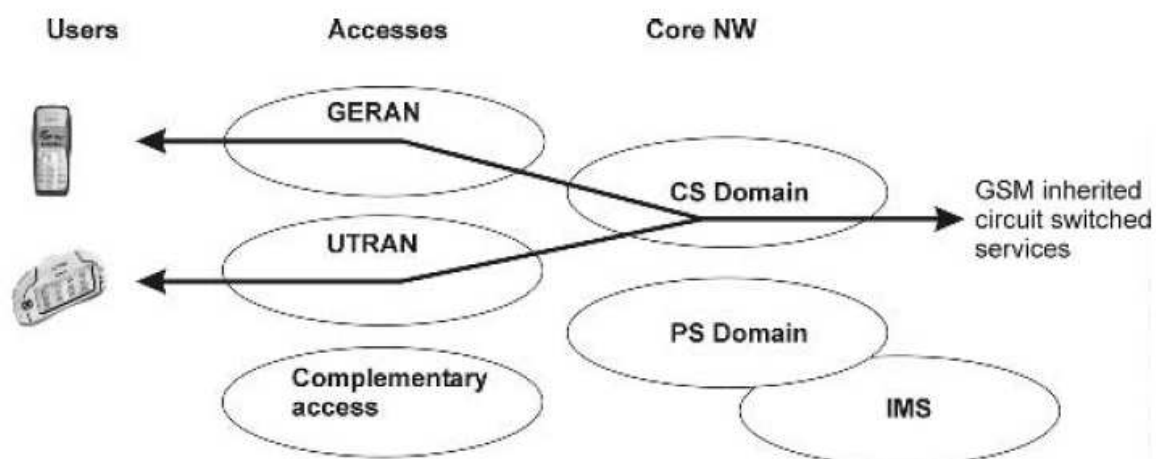 Users
Accesses
Core NW
GERAN
CS Domain
GSM inherited
circuit switched
services
UTRAN
PS Domain
Complementary
access
IMS